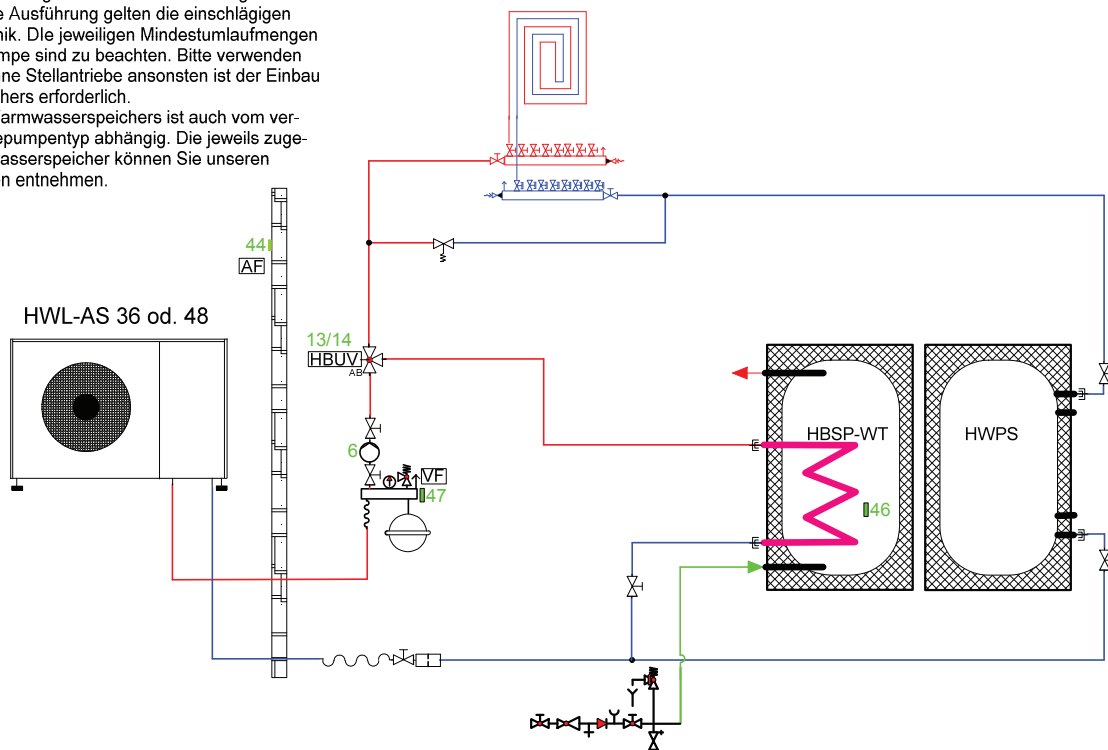 e Ausführung gelten die einschlägigen
nik. DIe jeweiligen Mindestumlaufmengen
mpe sind zu beachten. Bitte verwenden
ne Stellantriebe ansonsten ist der Einbau
chers erforderlich.
armwasserspeichers ist auch vom ver-
epumpentyp abhängig. Die jeweils zuge-
asserspeicher können Sie unseren
en entnehmen.
44
AF
HWL-AS 36 od. 48
13/14
HBUV
AB
6
VF
47
HBSP-WT
HWPS
46